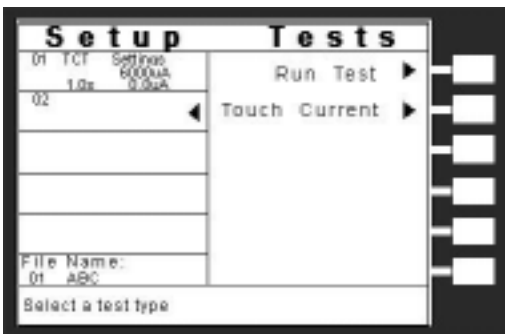 Setup Tests
01 TCT Settings
6000uA
1.0s 0.0uA
02
Run Test
Touch Current
File Name:
01 ABC
Select a test type